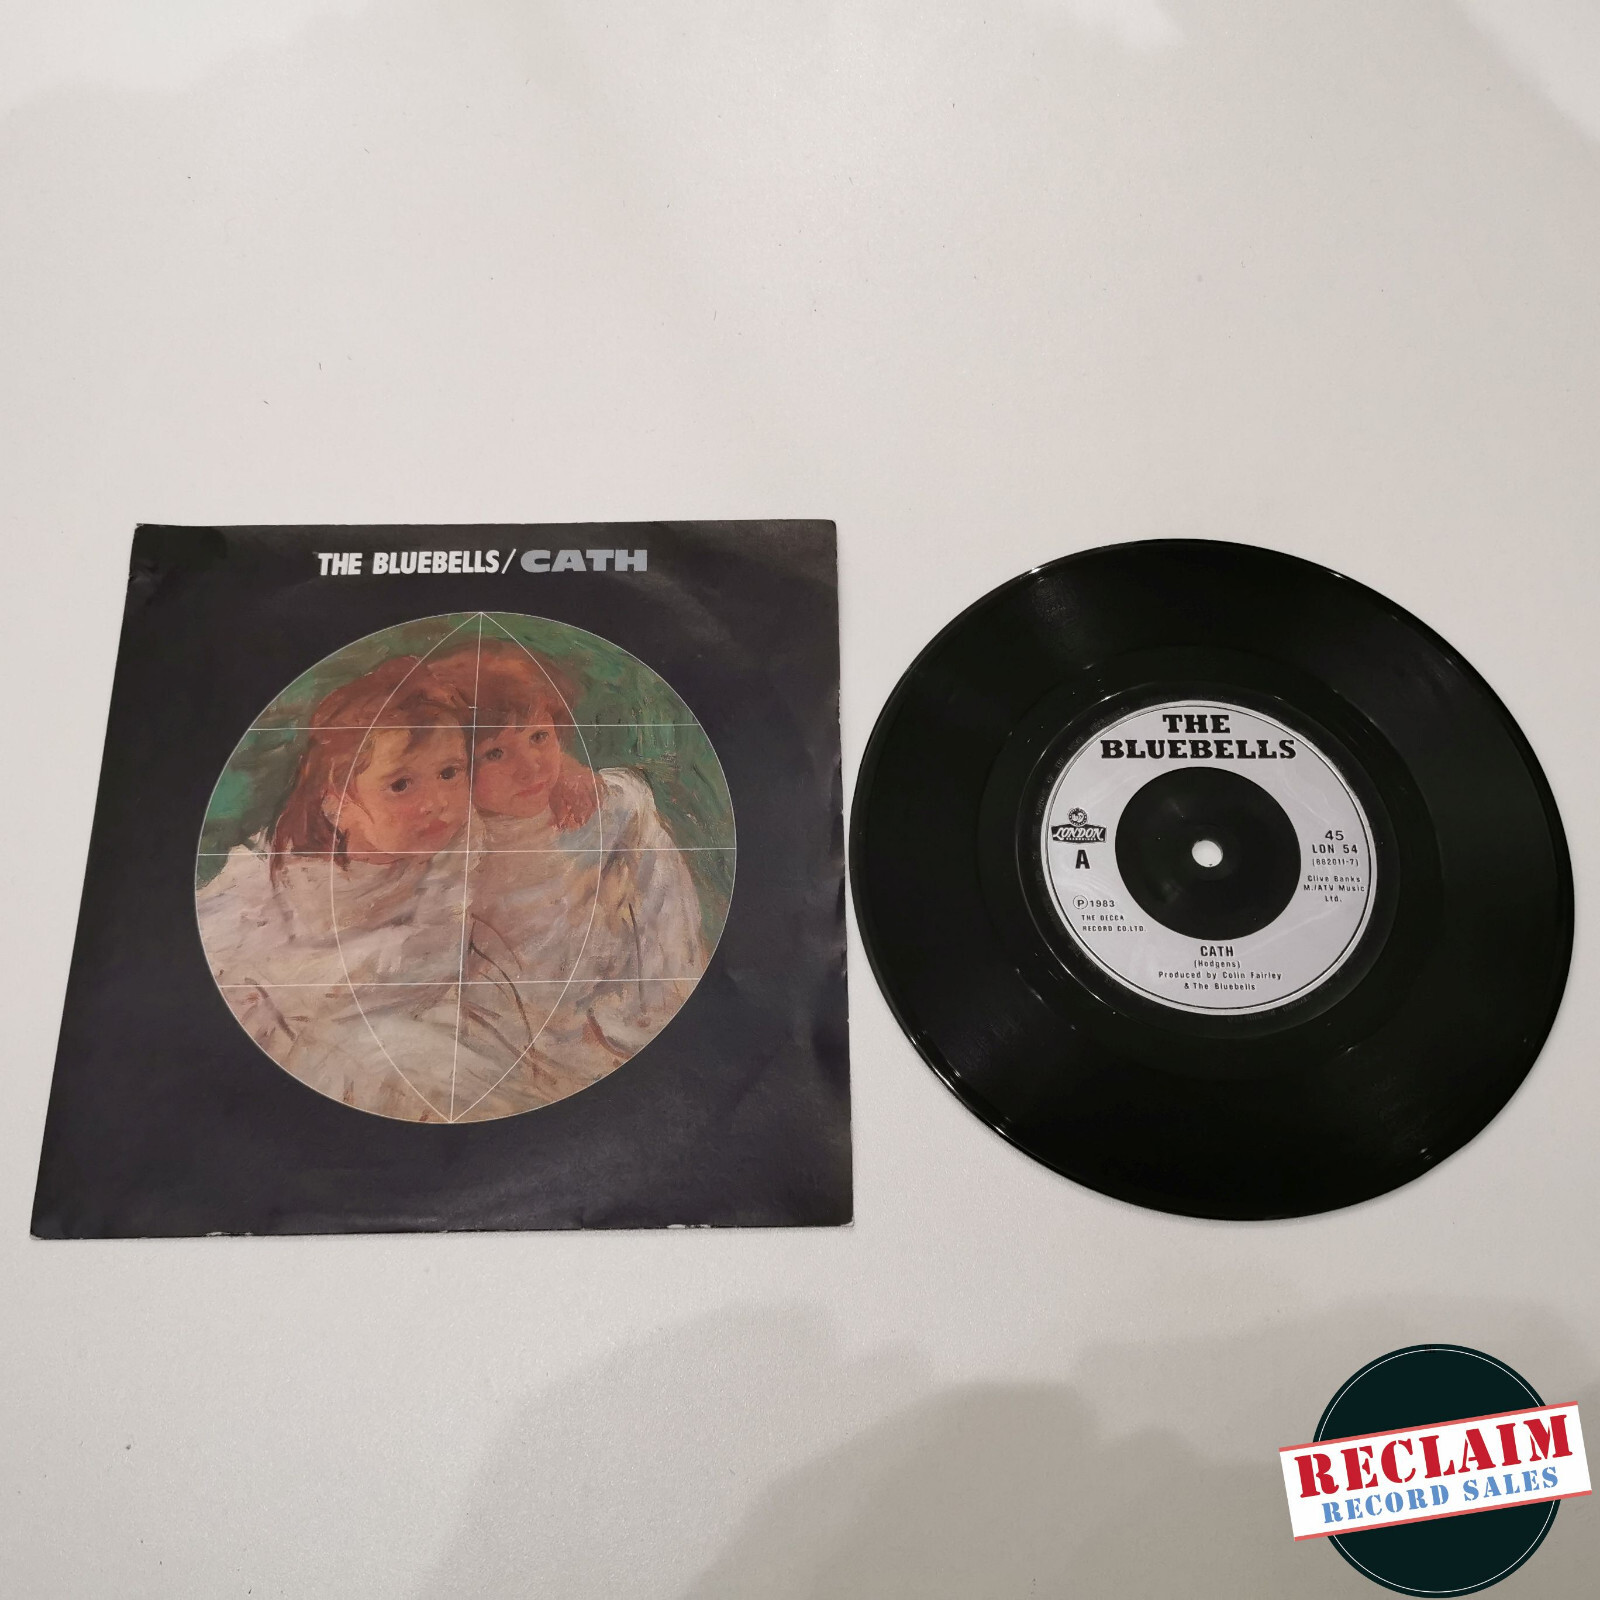 THE BLUEBELLS/CATH
THE
BLUEBELLS
LONDON
A
45
LON 54
(882011-7)
Clive Banks
M./ATV Music
Ltd.
Ⓟ1983
THE DECCA
RECORD CO.LTD.
CATH
(Hodgens)
Produced by Colin Fairley
& The Bluebells
RECLAIM
RECORD SALES